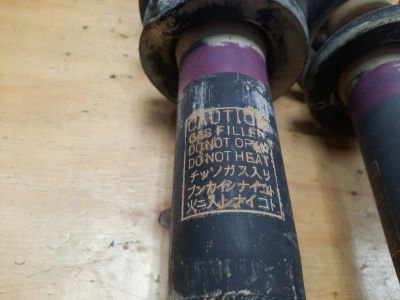 CAUTION
GAS FILLED
DO NOT OPEN
DO NOT HEAT
チッソガス入り
ブンカイシナイコト
火ニ入レナイコト